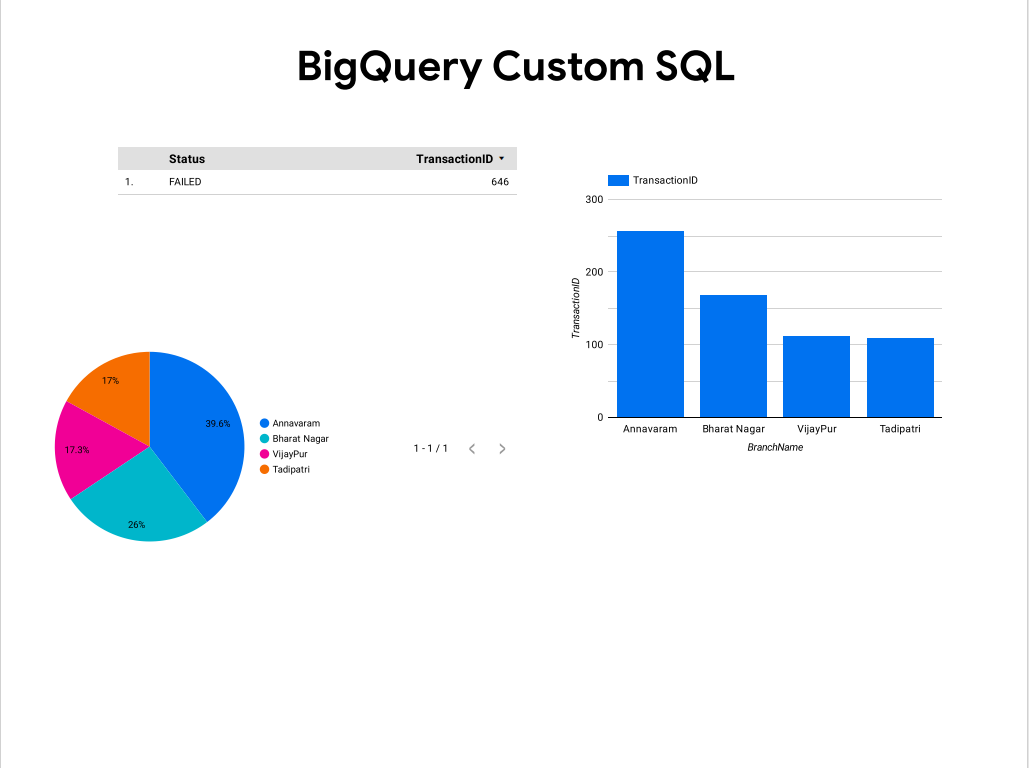 BigQuery Custom SQL
Status TransactionID
1. FAILED 646
TransactionID
300
200
100
0
TransactionID
Annavaram Bharat Nagar VijayPur Tadipatri
BranchName
39.6%
26%
17.3%
17%
Annavaram
Bharat Nagar
VijayPur
Tadipatri
1 - 1 / 1